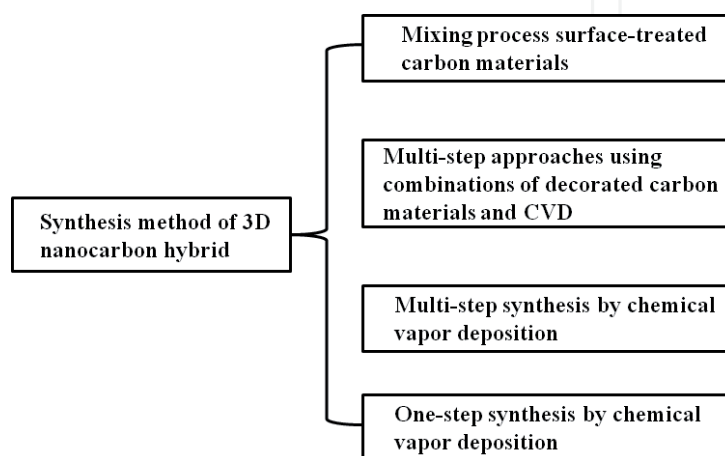 Mixing process surface-treated
carbon materials
Multi-step approaches using
combinations of decorated carbon
materials and CVD
Synthesis method of 3D
nanocarbon hybrid
Multi-step synthesis by chemical
vapor deposition
One-step synthesis by chemical
vapor deposition